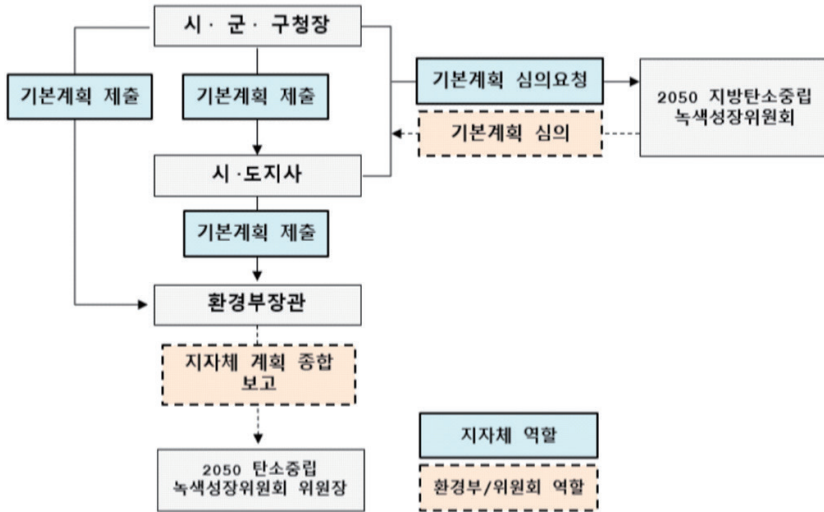 시· 군· 구청장
기본계획 제출
기본계획 제출
기본계획 심의요청
2050 지방탄소중립
녹색성장위원회
기본계획 심의
시 ·도지사
기본계획 제출
환경부장관
지자체 계획 종합
보고
2050 탄소중립
녹색성장위원회 위원장
지자체 역할
환경부/위원회 역할